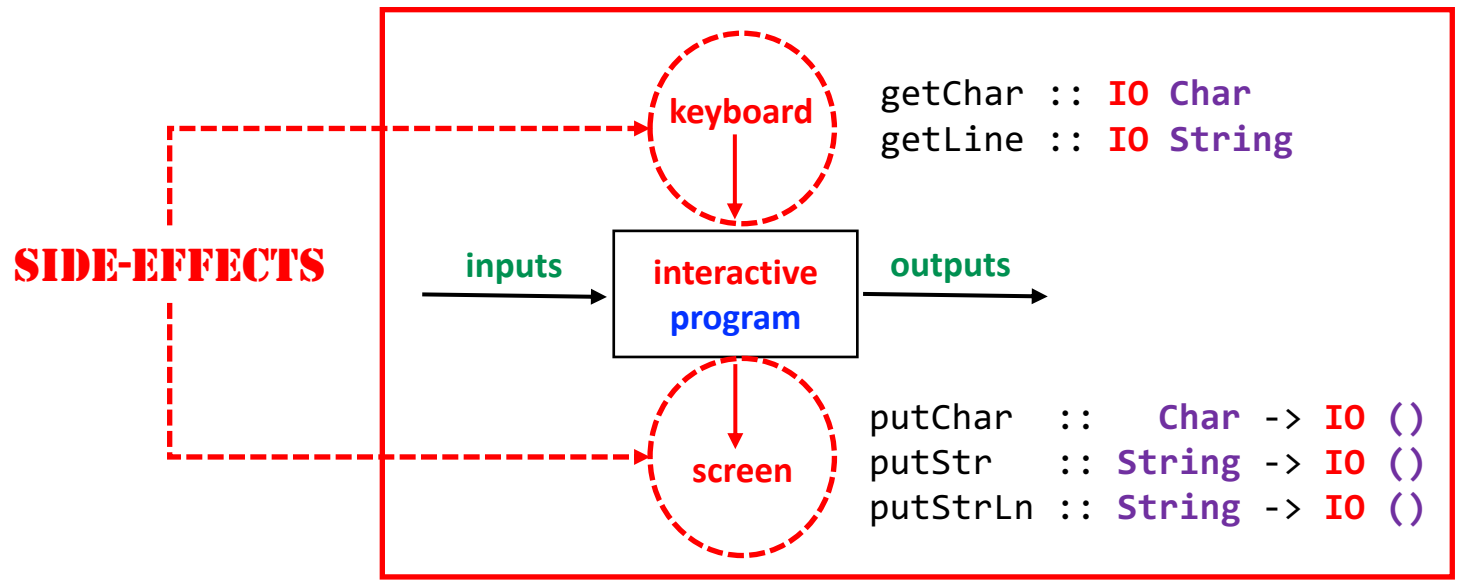 keyboard
getChar :: IO Char
getLine :: IO String
SIDE-EFFECTS
inputs
interactive
program
outputs
screen
putChar  ::   Char -> IO ()
putStr   :: String -> IO ()
putStrLn :: String -> IO ()